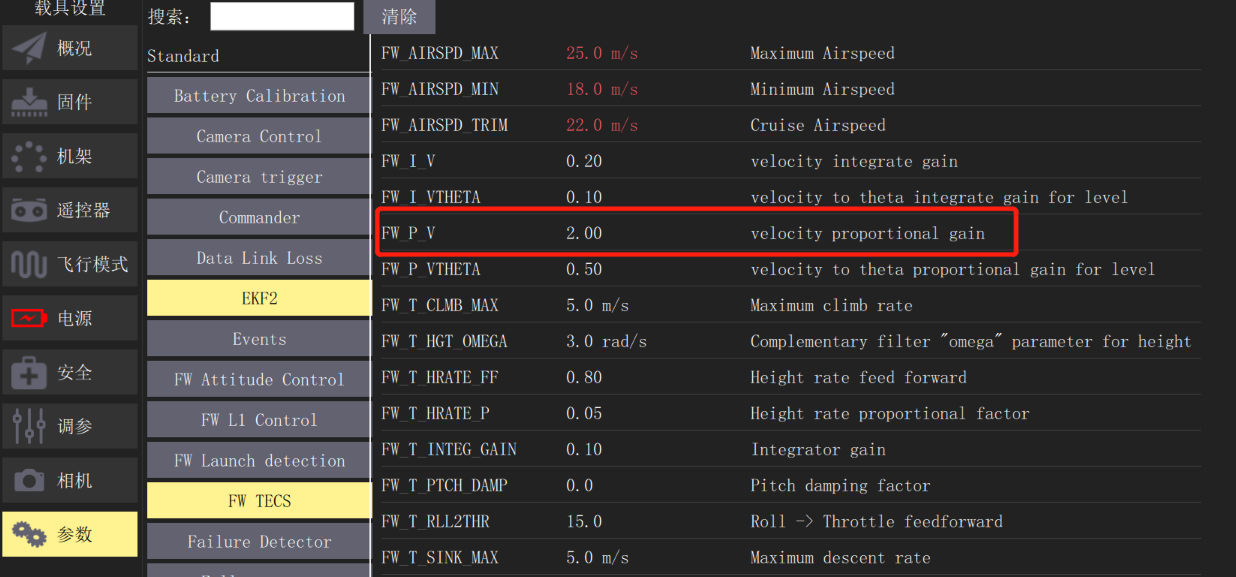 载具设置
概况
固件
机架
遥控器
飞行模式
电源
安全
调参
相机
参数
搜索： 清除
Standard
Battery Calibration
Camera Control
Camera trigger
Commander
Data Link Loss
EKF2
Events
FW Attitude Control
FW L1 Control
FW Launch detection
FW TECS
Failure Detector
FW_AIRSPD_MAX 25.0 m/s Maximum Airspeed
FW_AIRSPD_MIN 18.0 m/s Minimum Airspeed
FW_AIRSPD_TRIM 22.0 m/s Cruise Airspeed
FW_I_V 0.20 velocity integrate gain
FW_I_VTHETA 0.10 velocity to theta integrate gain for level
FW_P_V 2.00 velocity proportional gain
FW_P_VTHETA 0.50 velocity to theta proportional gain for level
FW_T_CLMB_MAX 5.0 m/s Maximum climb rate
FW_T_HGT_OMEGA 3.0 rad/s Complementary filter "omega" parameter for height
FW_T_HRATE_FF 0.80 Height rate feed forward
FW_T_HRATE_P 0.05 Height rate proportional factor
FW_T_INTEG_GAIN 0.10 Integrator gain
FW_T_PTCH_DAMP 0.0 Pitch damping factor
FW_T_RLL2THR 15.0 Roll -> Throttle feedforward
FW_T_SINK_MAX 5.0 m/s Maximum descent rate